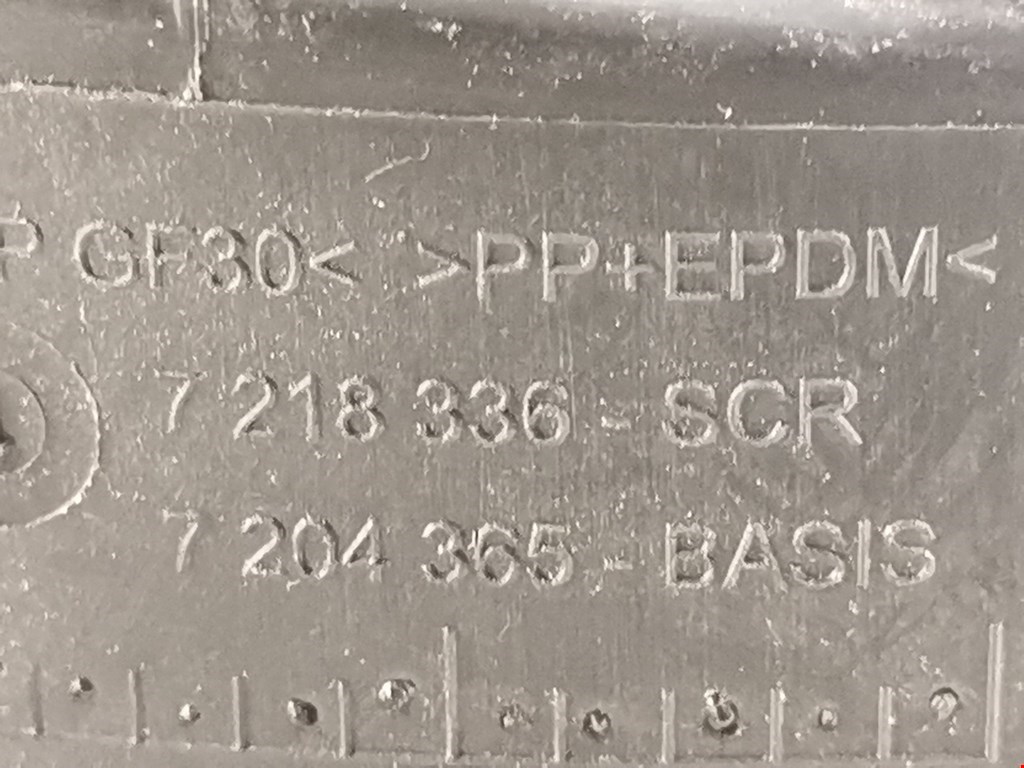 P GF30< >PP+EPDM<
7 218 336 - SCR
7 204 365 - BASIS